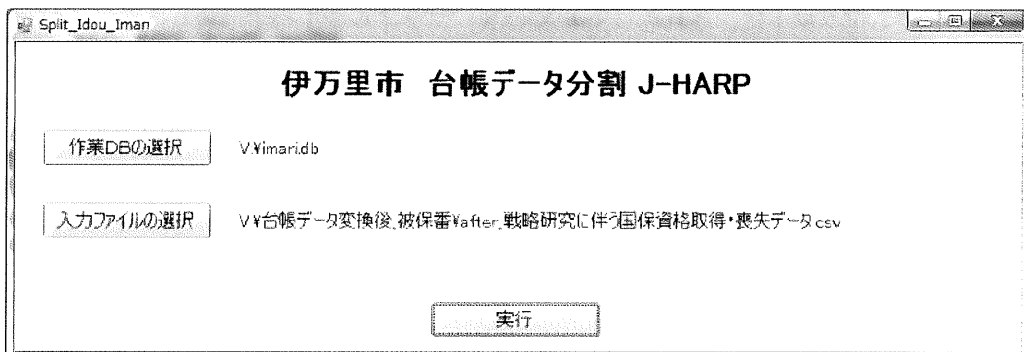 Split_Idou_Imari
伊万里市 台帳データ分割 J-HARP
作業DBの選択 V:¥imari.db
入力ファイルの選択 V:¥台帳データ変換後_被保番¥after_戦略研究に伴う国保資格取得・喪失データ.csv
実行